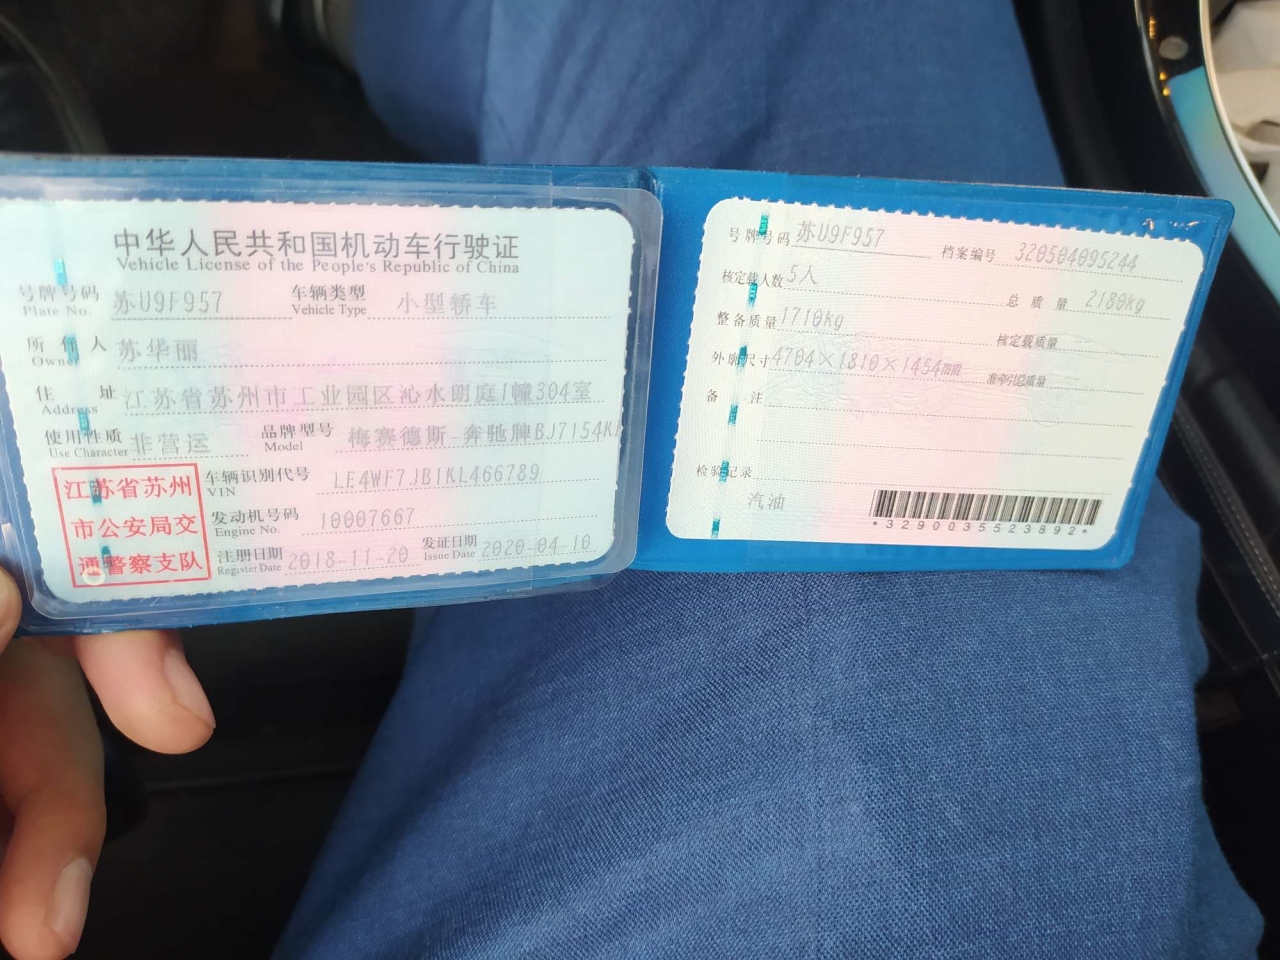 中华人民共和国机动车行驶证
Vehicle License of the People's Republic of China
号牌号码 苏U9F957 车辆类型 小型轿车
Plate No. Vehicle Type
所有人 苏华丽
Owner
住址 江苏省苏州市工业园区沁水朗庭1幢304室
Address
使用性质 非营运 品牌型号 梅赛德斯-奔驰牌BJ7154K
Use Character Model
江苏省苏州
市公安局交
通警察支队
车辆识别代号 LE4WF7JB1KL466789
VIN
发动机号码 10007667
Engine No.
注册日期 2018-11-20 发证日期 2020-04-10
Register Date Issue Date
号牌号码 苏U9F957 档案编号 320504095244
核定载人数 5人 总质量 2180kg
整备质量 1710kg 核定载质量
外廓尺寸 4704×1810×1454mm 准牵引总质量
备注
检验记录
汽油
*3290035523892*